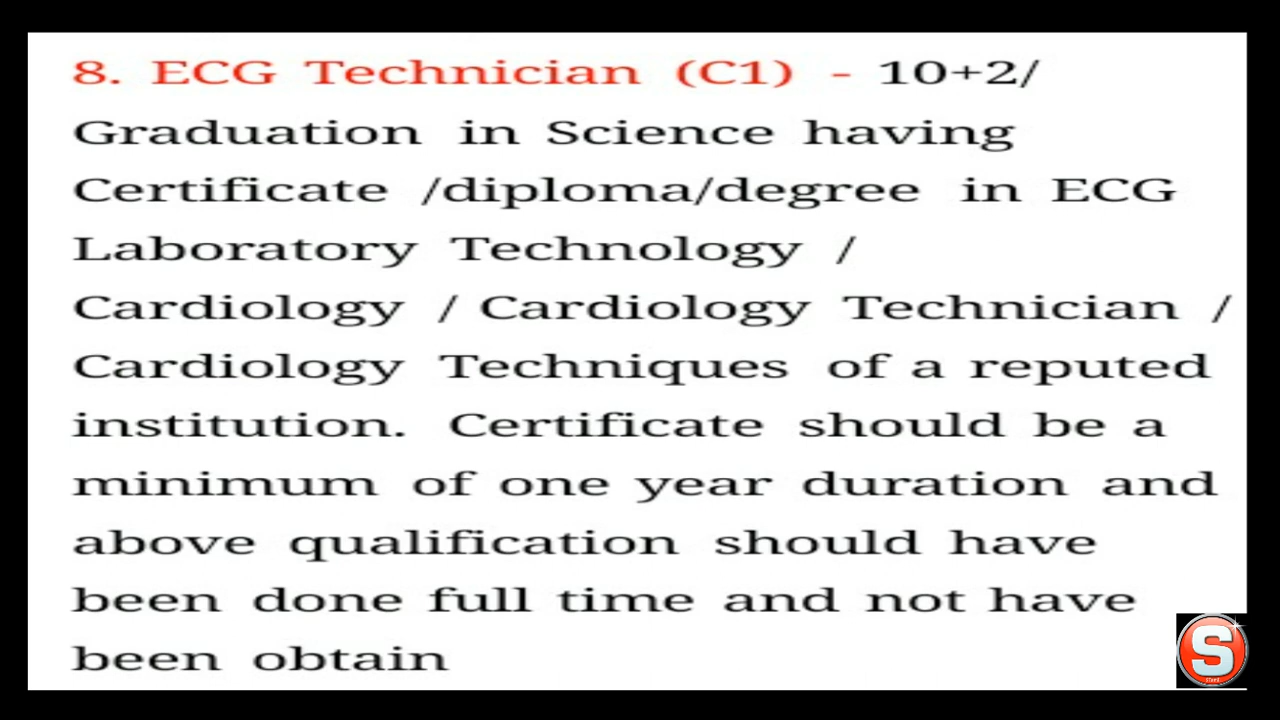 8. ECG Technician (C1) - 10+2/
Graduation in Science having
Certificate /diploma/degree in ECG
Laboratory Technology /
Cardiology / Cardiology Technician /
Cardiology Techniques of a reputed
institution. Certificate should be a
minimum of one year duration and
above qualification should have
been done full time and not have
been obtain
S